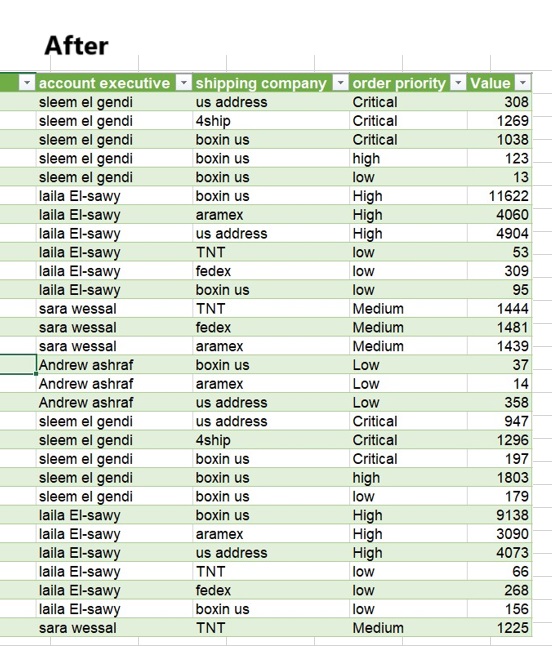 After
account executive shipping company order priority Value
sleem el gendi us address Critical 308
sleem el gendi 4ship Critical 1269
sleem el gendi boxin us Critical 1038
sleem el gendi boxin us high 123
sleem el gendi boxin us low 13
laila El-sawy boxin us High 11622
laila El-sawy aramex High 4060
laila El-sawy us address High 4904
laila El-sawy TNT low 53
laila El-sawy fedex low 309
laila El-sawy boxin us low 95
sara wessal TNT Medium 1444
sara wessal fedex Medium 1481
sara wessal aramex Medium 1439
Andrew ashraf boxin us Low 37
Andrew ashraf aramex Low 14
Andrew ashraf us address Low 358
sleem el gendi us address Critical 947
sleem el gendi 4ship Critical 1296
sleem el gendi boxin us Critical 197
sleem el gendi boxin us high 1803
sleem el gendi boxin us low 179
laila El-sawy boxin us High 9138
laila El-sawy aramex High 3090
laila El-sawy us address High 4073
laila El-sawy TNT low 66
laila El-sawy fedex low 268
laila El-sawy boxin us low 156
sara wessal TNT Medium 1225